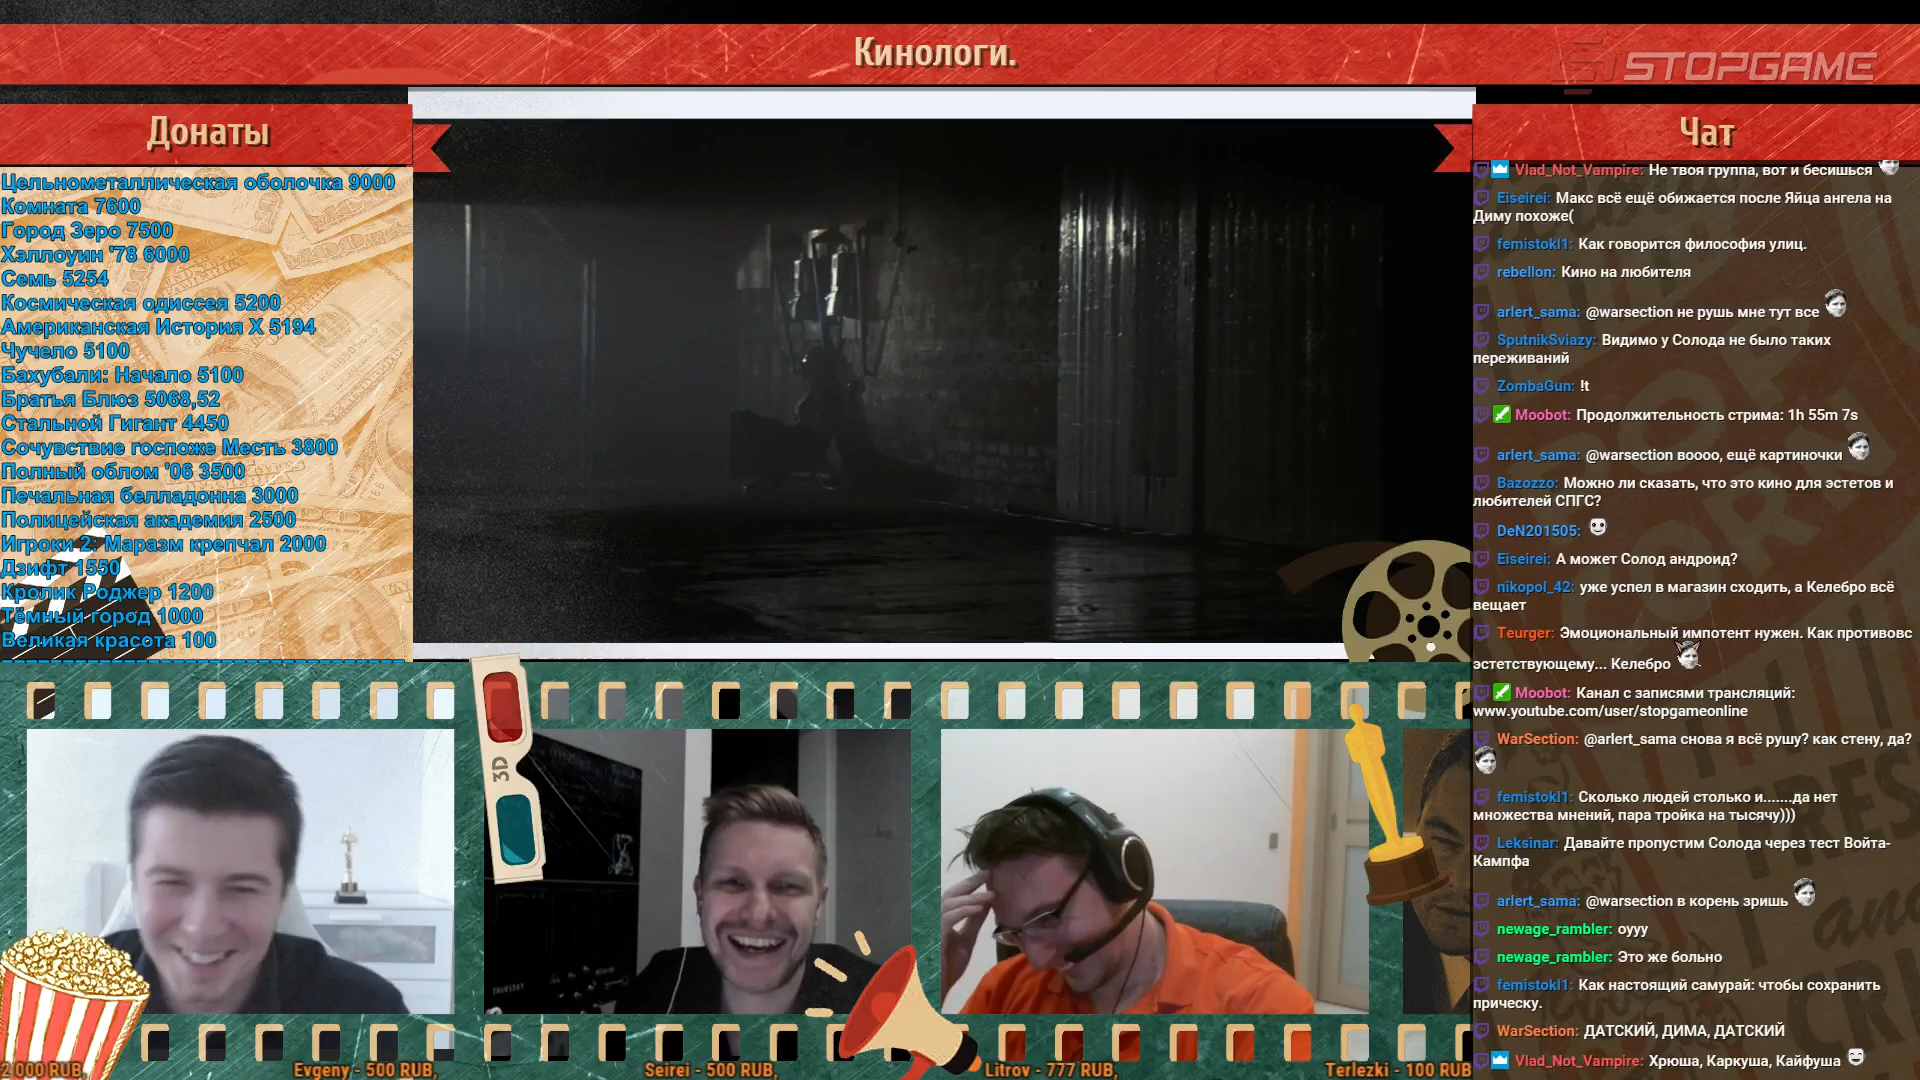 Кинологи.
STOPGAME
Донаты
Цельнометаллическая оболочка 9000
Комната 7600
Город Зеро 7500
Хэллоуин '78 6000
Семь 5254
Космическая одиссея 5200
Американская История Х 5194
Чучело 5100
Бахубали: Начало 5100
Братья Блюз 5068,52
Стальной Гигант 4450
Сочувствие госпоже Месть 3800
Полный облом '06 3500
Печальная белладонна 3000
Полицейская академия 2500
Игроки 2: Маразм крепчал 2000
Дзифт 1550
Кролик Роджер 1200
Тёмный город 1000
Великая красота 100
Чат
Vlad_Not_Vampire: Не твоя группа, вот и бесишься
Eiseirei: Макс всё ещё обижается после Яйца ангела на
Диму похоже(
femistokl1: Как говорится философия улиц.
rebellon: Кино на любителя
arlert_sama: @warsection не рушь мне тут все
SputnikSviazy: Видимо у Солода не было таких
переживаний
ZombaGun: !t
Moobot: Продолжительность стрима: 1h 55m 7s
arlert_sama: @warsection воооо, ещё картиночки
Bazozzo: Можно ли сказать, что это кино для эстетов и
любителей СПГС?
DeN201505:
Eiseirei: А может Солод андроид?
nikopol_42: уже успел в магазин сходить, а Келебро всё
вещает
Teurger: Эмоциональный импотент нужен. Как противовс
эстетствующему... Келебро
Moobot: Канал с записями трансляций:
www.youtube.com/user/stopgameonline
WarSection: @arlert_sama снова я всё рушу? как стену, да?
femistokl1: Сколько людей столько и.......да нет
множества мнений, пара тройка на тысячу)))
Leksinar: Давайте пропустим Солода через тест Войта-
Кампфа
arlert_sama: @warsection в корень зришь
newage_rambler: оууу
newage_rambler: Это же больно
femistokl1: Как настоящий самурай: чтобы сохранить
прическу.
WarSection: ДАТСКИЙ, ДИМА, ДАТСКИЙ
Vlad_Not_Vampire: Хрюша, Каркуша, Кайфуша
3D
2 000 RUB, Evgeny - 500 RUB, Seirei - 500 RUB, Litrov - 777 RUB, Terlezki - 100 RUB